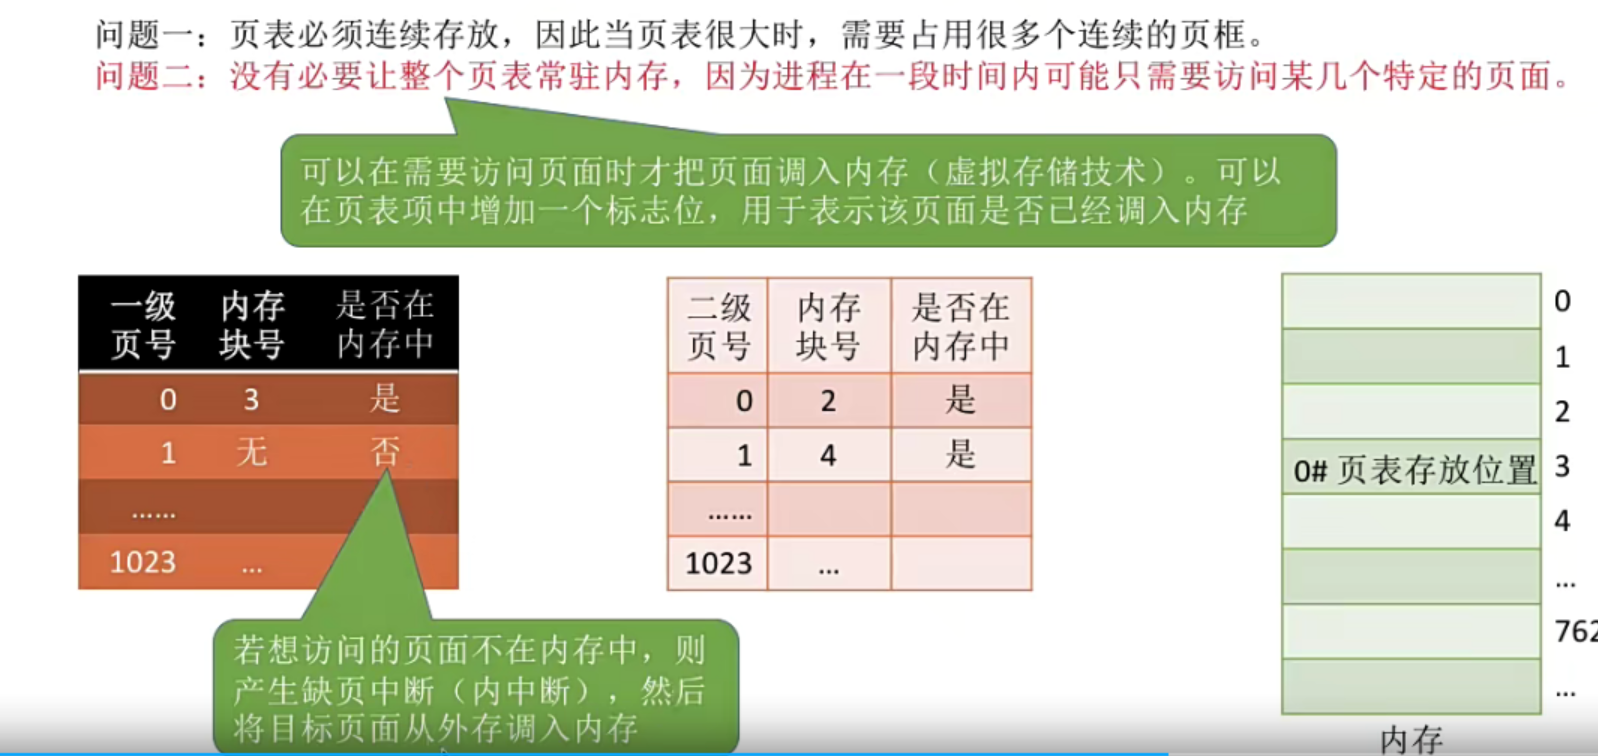 问题一：页表必须连续存放，因此当页表很大时，需要占用很多个连续的页框。
问题二：没有必要让整个页表常驻内存，因为进程在一段时间内可能只需要访问某几个特定的页面。
可以在需要访问页面时才把页面调入内存（虚拟存储技术）。可以
在页表项中增加一个标志位，用于表示该页面是否已经调入内存
一级 内存 是否在
页号 块号 内存中
0 3 是
1 无 否
......
1023 ...
二级 内存 是否在
页号 块号 内存中
0 2 是
1 4 是
......
1023 ...
0
1
2
0# 页表存放位置 3
4
...
762
...
内存
若想访问的页面不在内存中，则
产生缺页中断（内中断），然后
将目标页面从外存调入内存